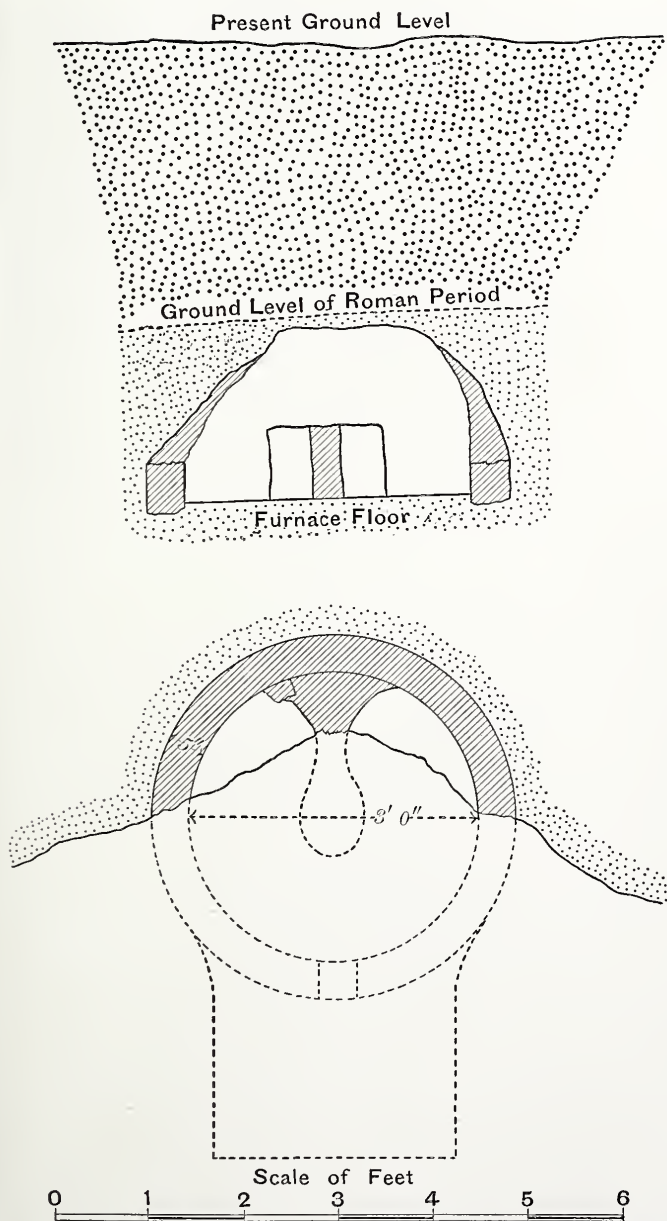 Present Ground Level
Ground Level of Roman Period
Furnace Floor
3' 0"
Scale of Feet
0 1 2 3 4 5 6